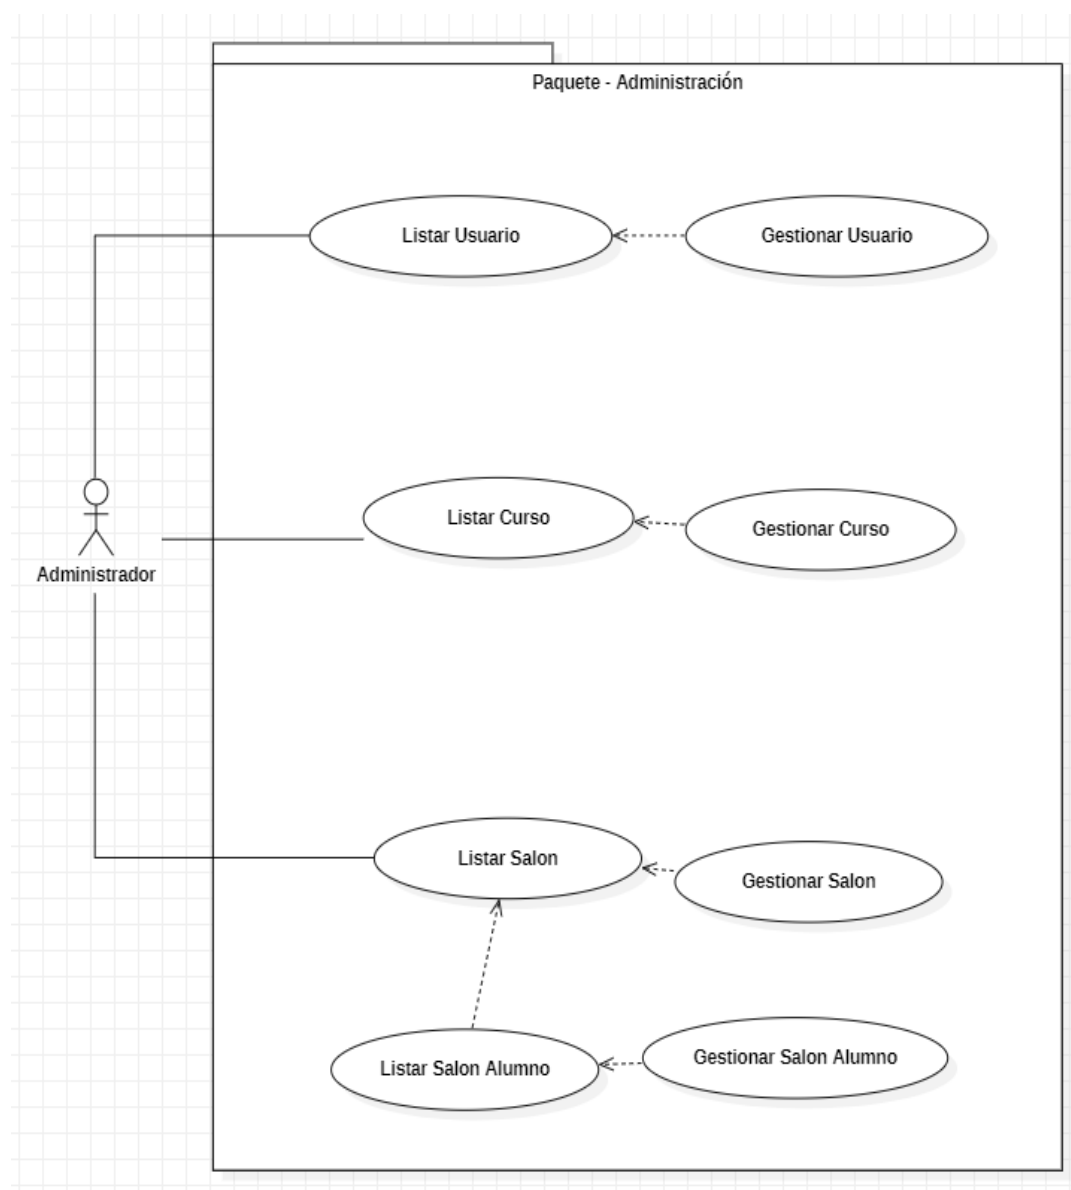 Paquete - Administración
Listar Usuario
Gestionar Usuario
Listar Curso
Gestionar Curso
Administrador
Listar Salon
Gestionar Salon
Listar Salon Alumno
Gestionar Salon Alumno